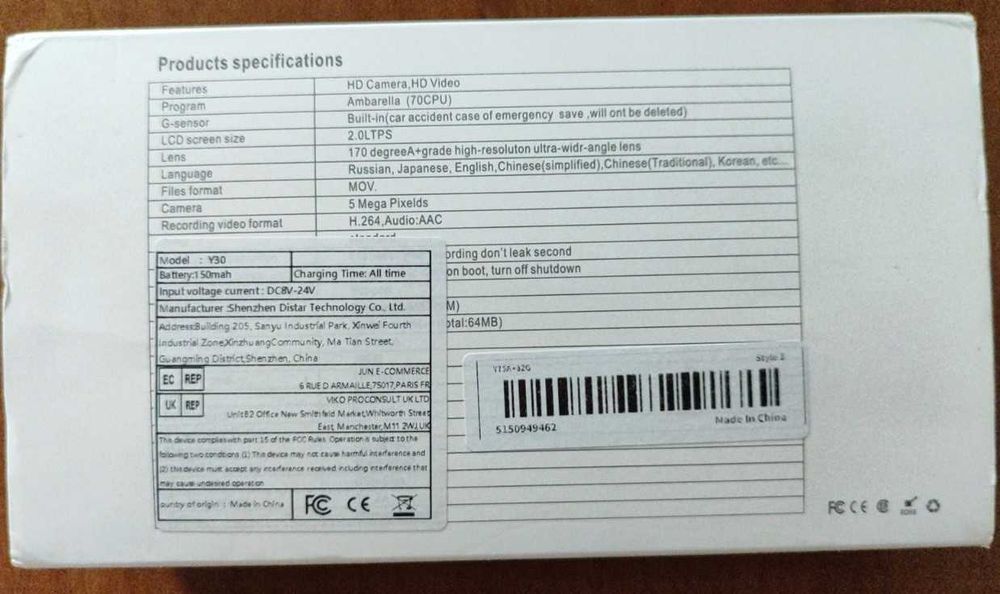 Products specifications
Features HD Camera,HD Video
Program Ambarella (70CPU)
G-sensor Built-in(car accident case of emergency save ,will ont be deleted)
LCD screen size 2.0LTPS
Lens 170 degreeA+grade high-resoluton ultra-widr-angle lens
Language Russian, Japanese, English,Chinese(simplified),Chinese(Traditional), Korean, etc...
Files format MOV.
Camera 5 Mega Pixelds
Recording video format H.264,Audio:AAC
ording don't leak second
on boot, turn off shutdown
M)
otal:64MB)
Model : Y30
Battery:150mah Charging Time: All time
Input voltage current : DC8V-24V
Manufacturer :Shenzhen Distar Technology Co., Ltd.
Address:Building 205, Sanyu Industrial Park, Xinwei Fourth
Industrial Zone,XinzhuangCommunity, Ma Tian Street,
Guangming District,Shenzhen, China
EC REP JUN E-COMMERCE
6 RUE D ARMAILLE,75017,PARIS FR
UK REP VIKO PROCONSULT UK LTD
Unit82 Office New Smithfeld Market,Whitworth Street
East, Manchester,M11 2WJ,UK
This device complies with part 15 of the FCC Rules. Operation is subject to the
following two conditions: (1) This device may not cause harmful interference and
(2) this device must accept any interference received including interference that
may cause undesired operation
ountry of origin : Made in China FC CE
Style 2
5150949462
Made In China
FC CE